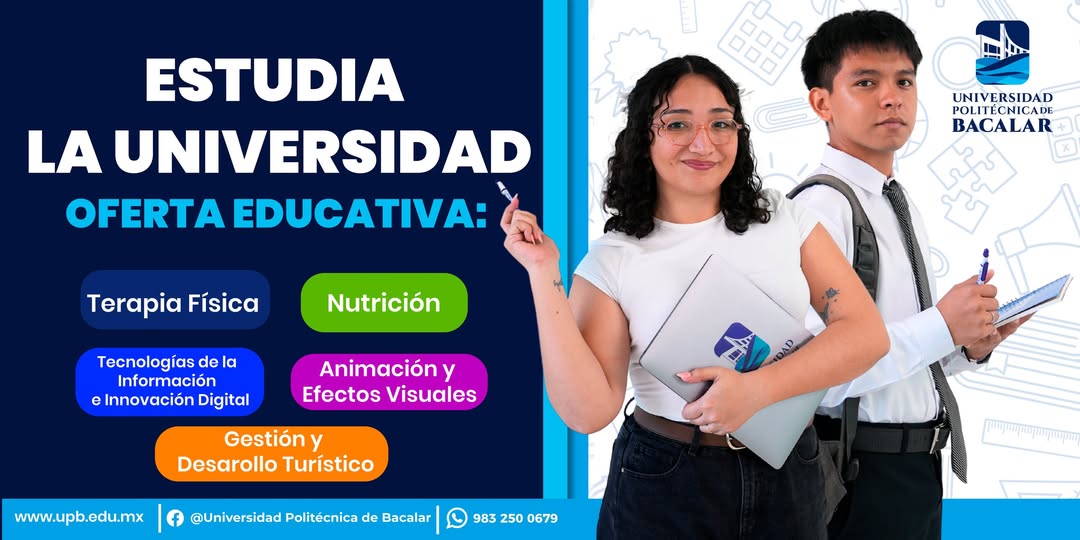 ESTUDIA
LA UNIVERSIDAD
OFERTA EDUCATIVA:
Terapia Física
Nutrición
Tecnologías de la
Información
e Innovación Digital
Animación y
Efectos Visuales
Gestión y
Desarollo Turístico
www.upb.edu.mx
@Universidad Politécnica de Bacalar
983 250 0679
UNIVERSIDAD
POLITÉCNICA DE
BACALAR